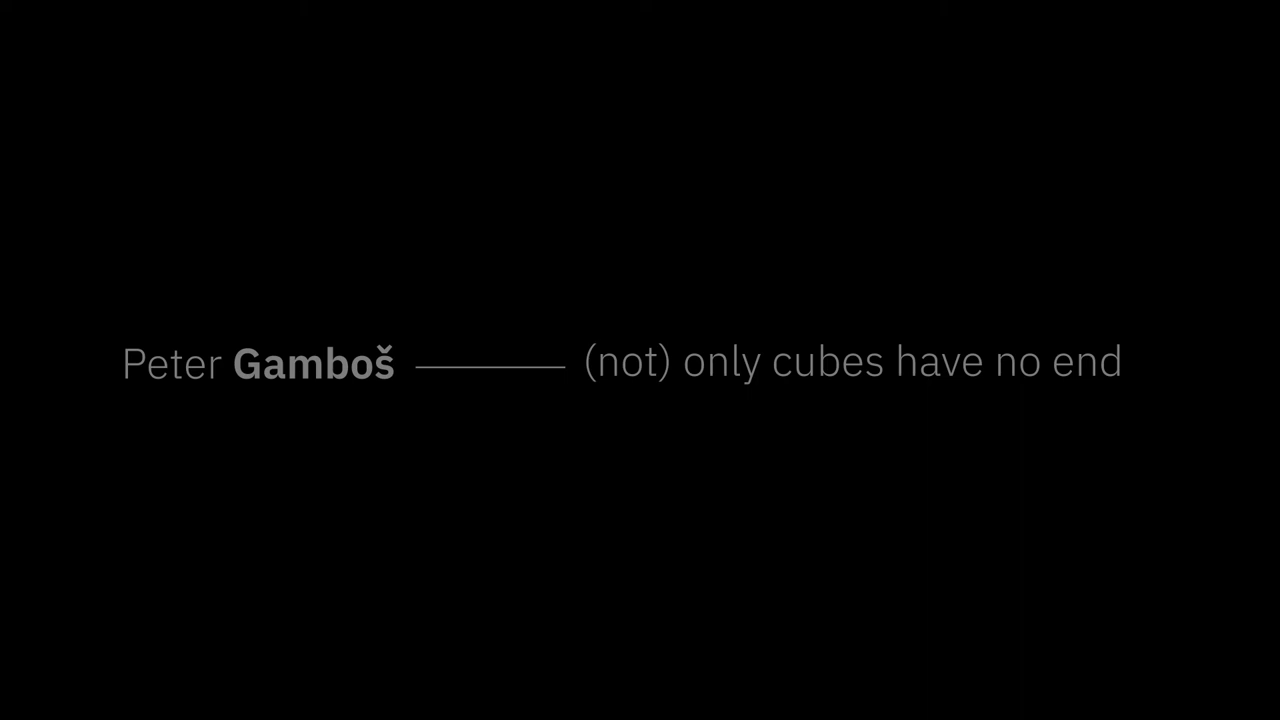 Peter Gamboš ——— (not) only cubes have no end